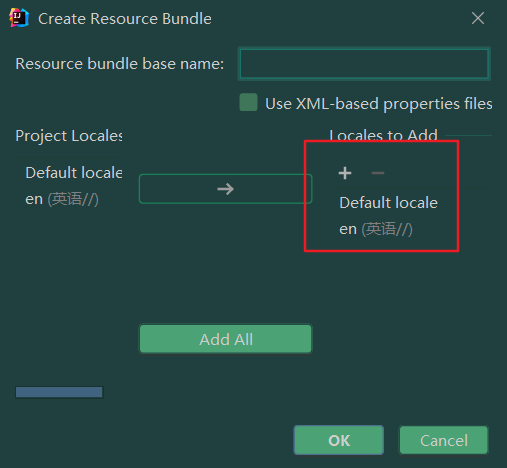 Create Resource Bundle
Resource bundle base name:
Use XML-based properties files
Project Locales
Locales to Add
Default locale
en (英语//)
Default locale
en (英语//)
Add All
OK
Cancel